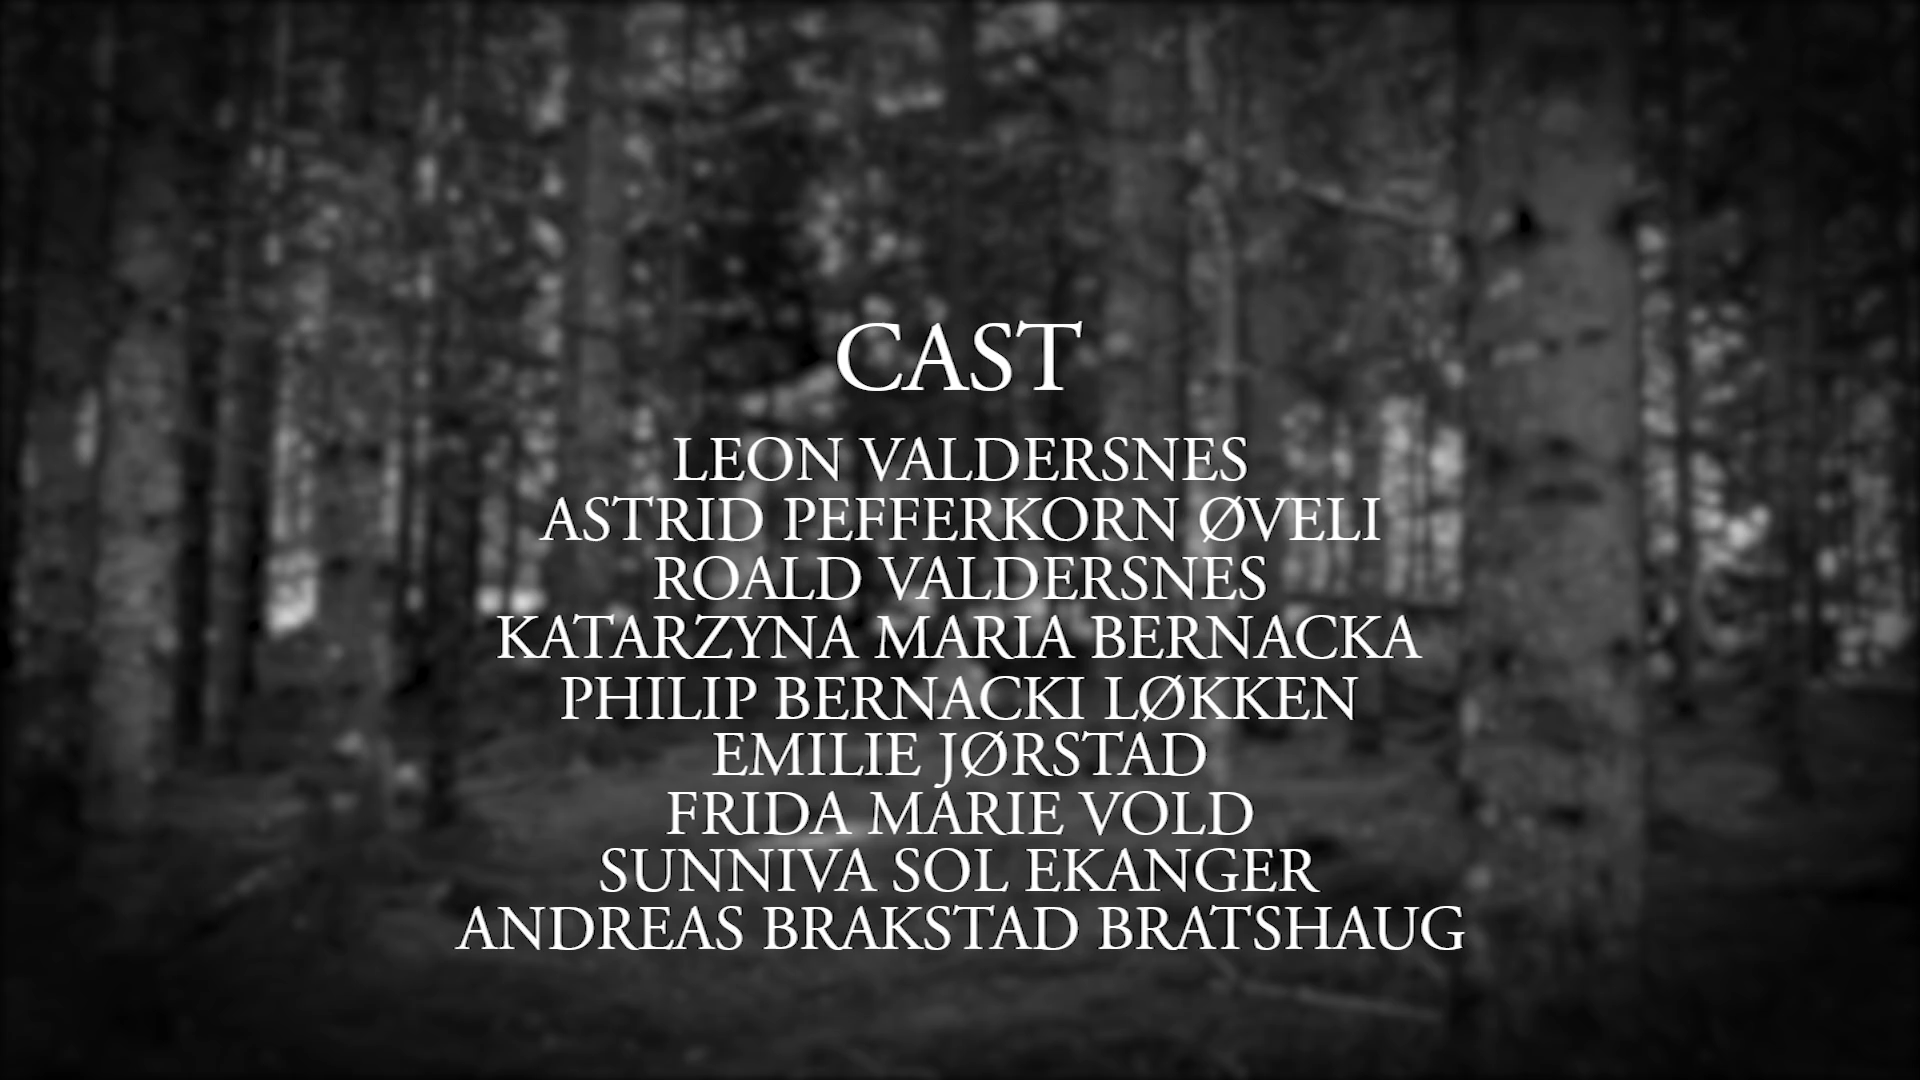 CAST
LEON VALDERSNES
ASTRID PEFFERKORN ØVELI
ROALD VALDERSNES
KATARZYNA MARIA BERNACKA
PHILIP BERNACKI LØKKEN
EMILIE JØRSTAD
FRIDA MARIE VOLD
SUNNIVA SOL EKANGER
ANDREAS BRAKSTAD BRATSHAUG